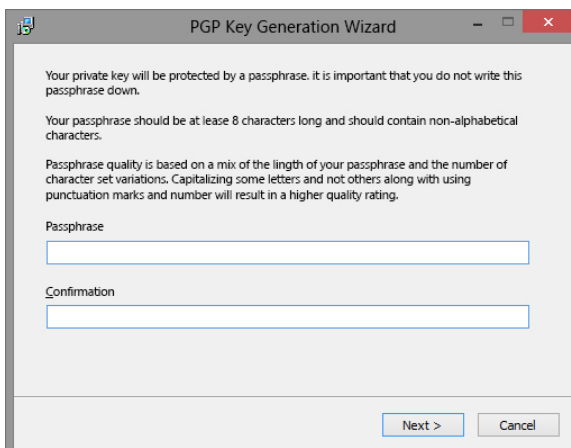 PGP Key Generation Wizard
Your private key will be protected by a passphrase. it is important that you do not write this
passphrase down.
Your passphrase should be at lease 8 characters long and should contain non-alphabetical
characters.
Passphrase quality is based on a mix of the lingth of your passphrase and the number of
character set variations. Capitalizing some letters and not others along with using
punctuation marks and number will result in a higher quality rating.
Passphrase
Confirmation
Next > Cancel